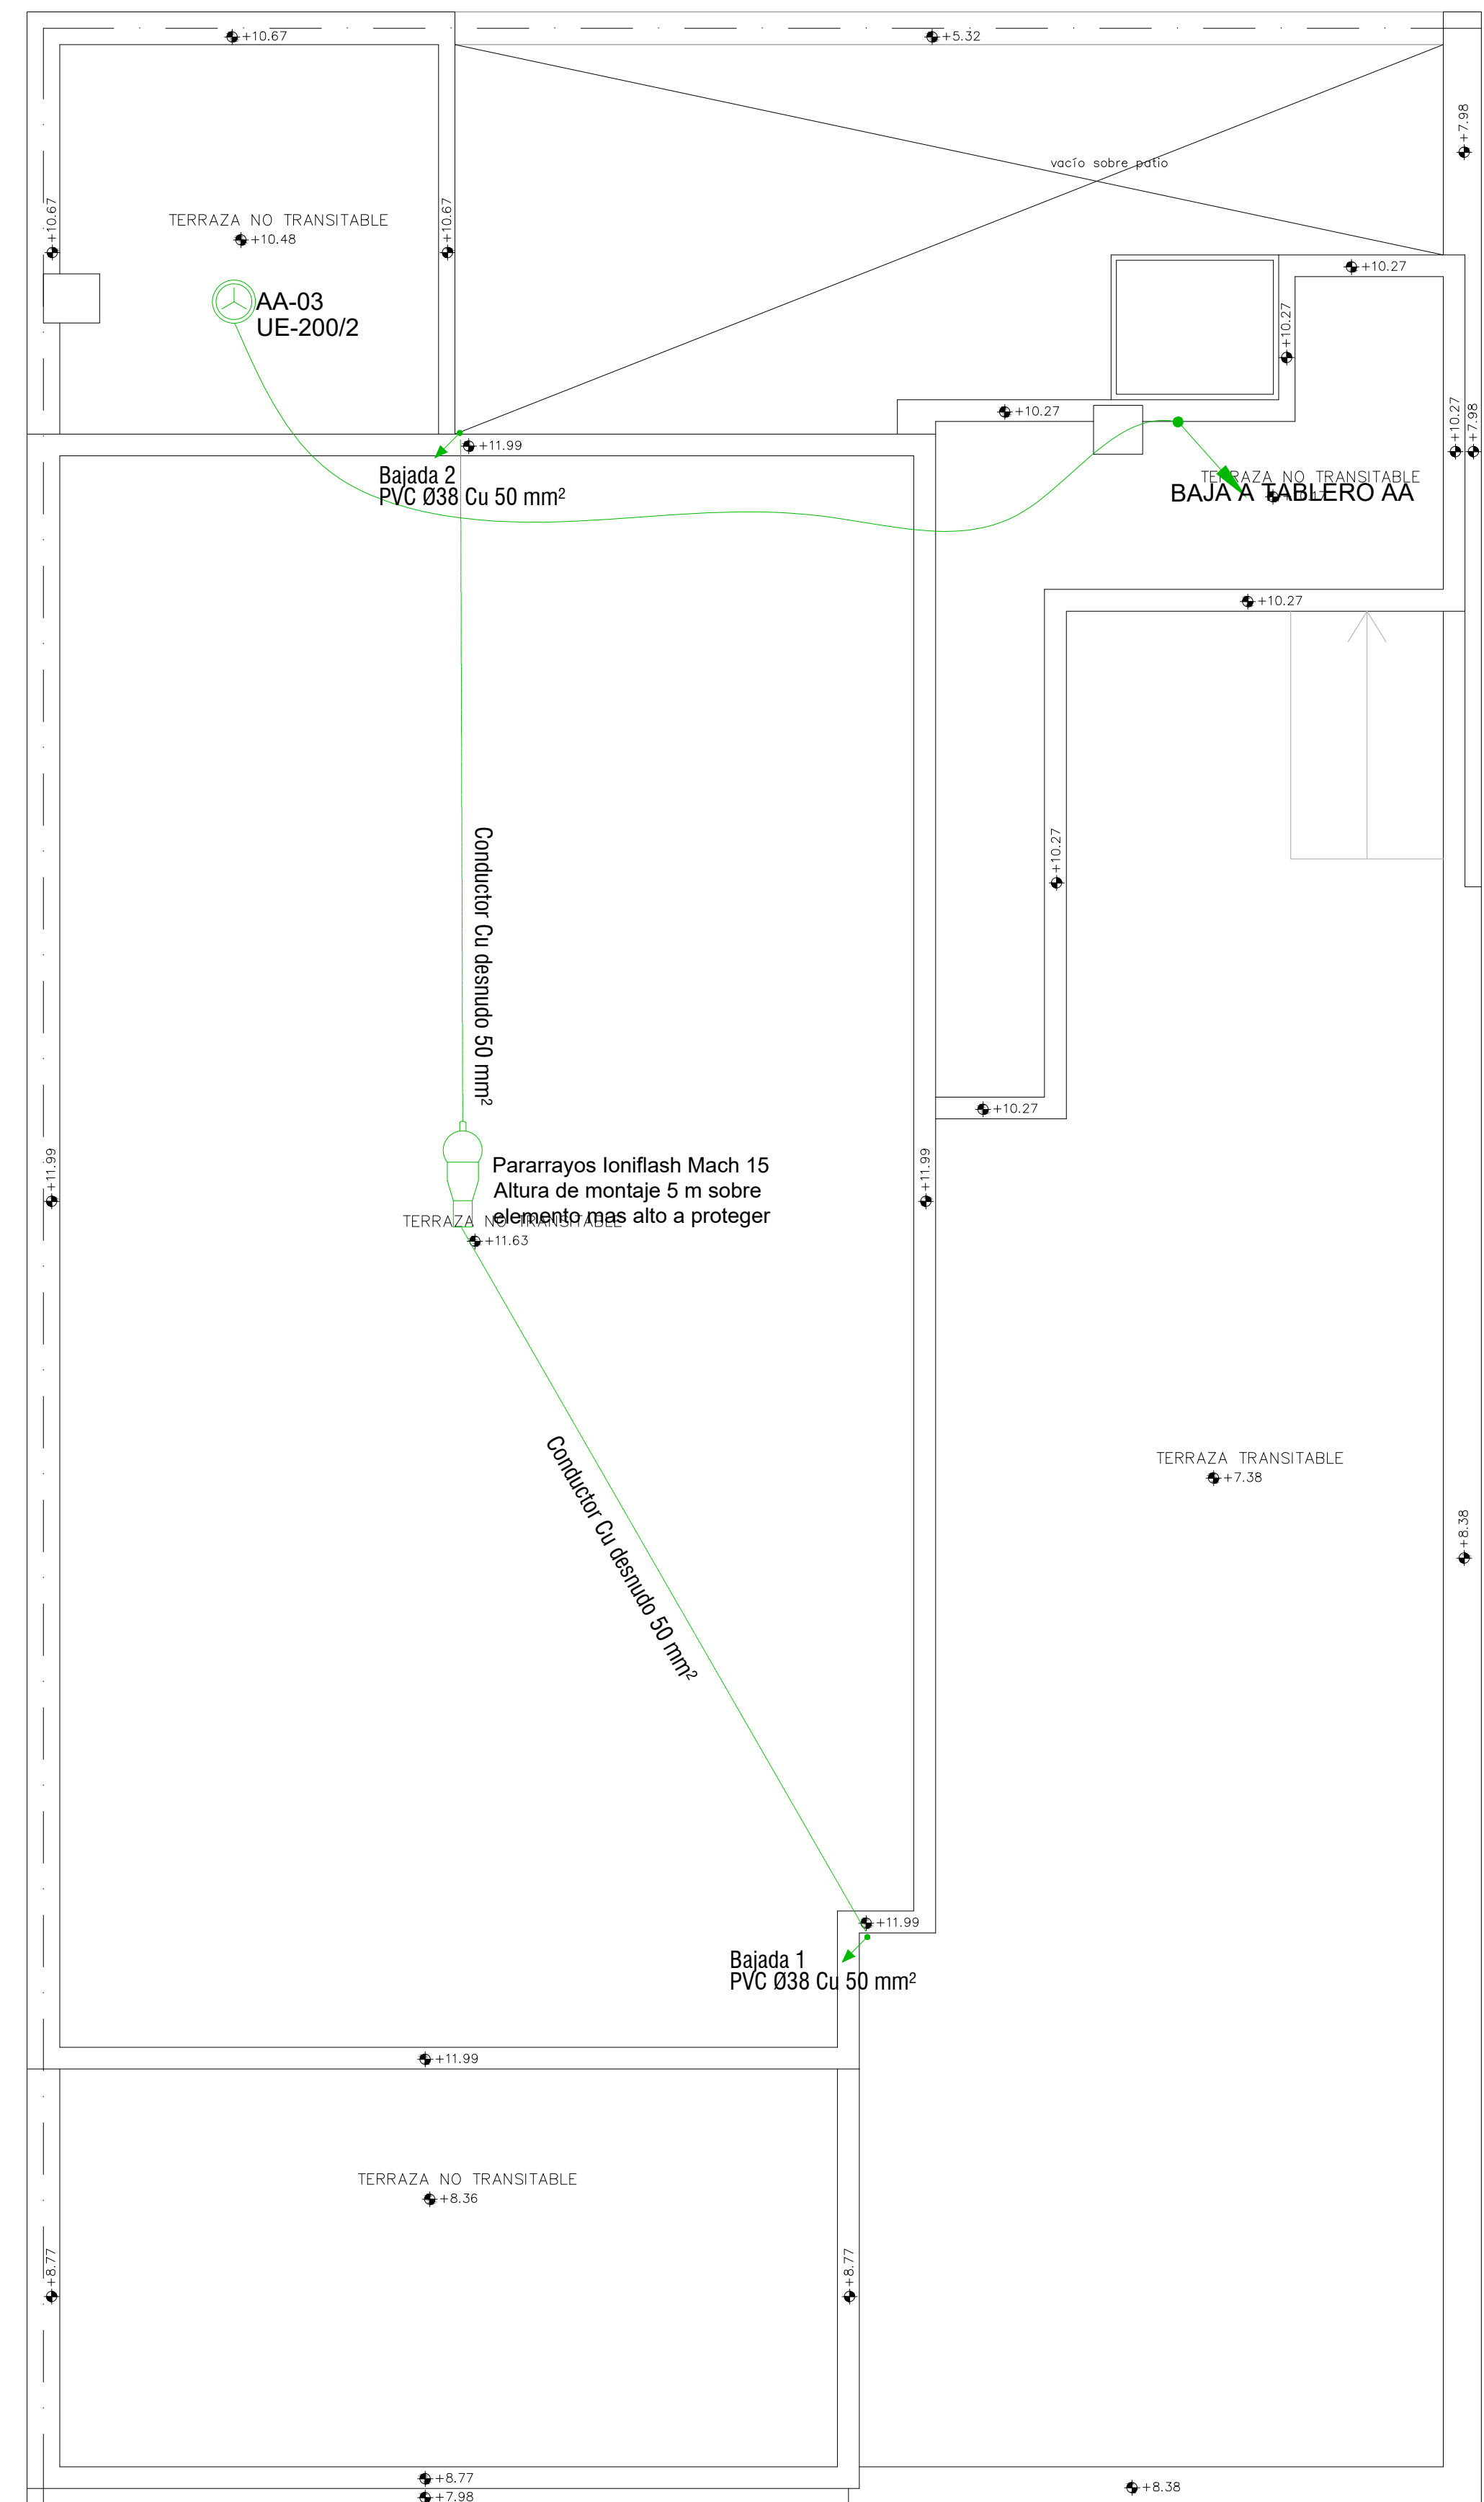 +10.67
+5.32
+7.98
vacío sobre patio
+10.67
+10.67
TERRAZA NO TRANSITABLE
+10.48
+10.27
AA-03
UE-200/2
+10.27
+10.27
+10.27
+7.98
+11.99
Bajada 2
PVC Ø38 Cu 50 mm²
TERRAZA NO TRANSITABLE
BAJA A TABLERO AA
+10.27
Conductor Cu desnudo 50 mm²
+10.27
+10.27
+11.99
+11.99
Pararrayos Ioniflash Mach 15
Altura de montaje 5 m sobre
elemento mas alto a proteger
TERRAZA NO TRANSITABLE
+11.63
Conductor Cu desnudo 50 mm²
TERRAZA TRANSITABLE
+7.38
+8.38
+11.99
Bajada 1
PVC Ø38 Cu 50 mm²
+11.99
TERRAZA NO TRANSITABLE
+8.36
+8.77
+8.77
+8.77
+7.98
+8.38